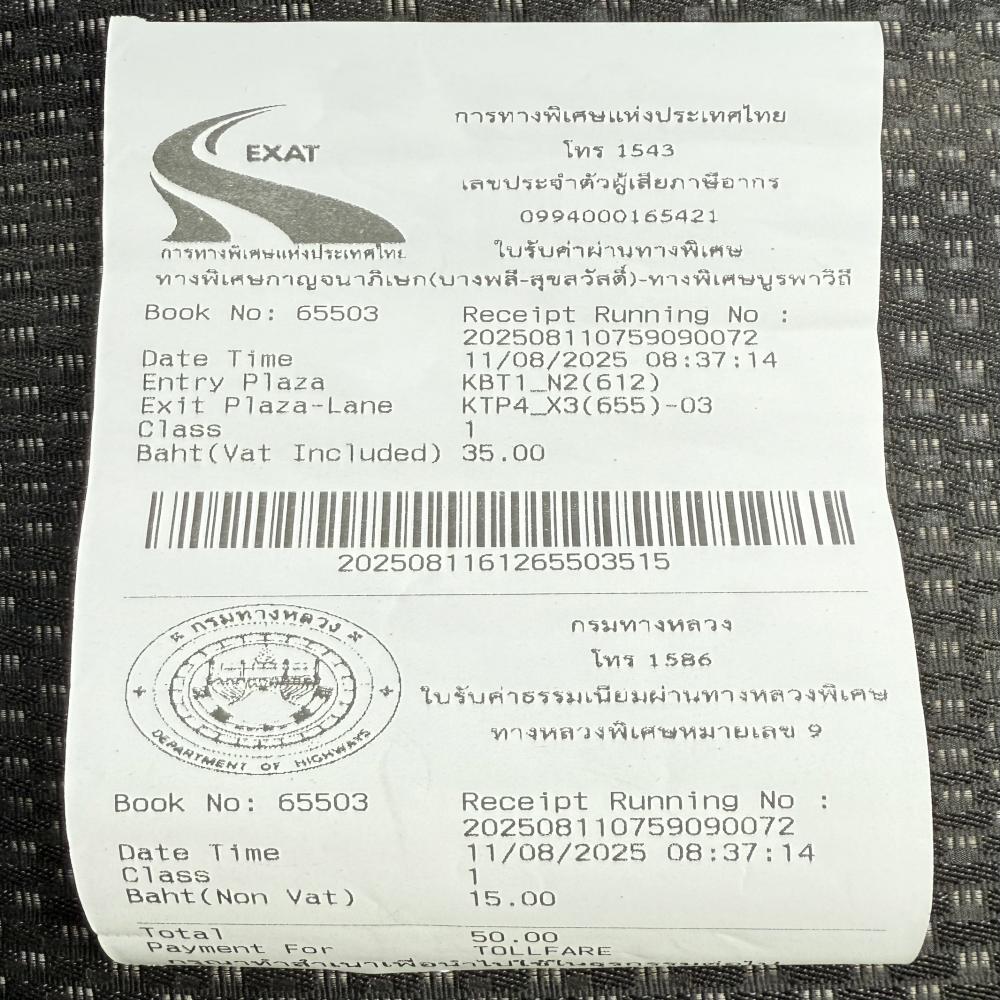 EXAT
การทางพิเศษแห่งประเทศไทย
การทางพิเศษแห่งประเทศไทย
โทร 1543
เลขประจำตัวผู้เสียภาษีอากร
0994000165421
ใบรับค่าผ่านทางพิเศษ
ทางพิเศษกาญจนาภิเษก(บางพลี-สุขสวัสดิ์)-ทางพิเศษบูรพาวิถี
Book No: 65503 Receipt Running No :
202508110759090072
Date Time 11/08/2025 08:37:14
Entry Plaza KBT1_N2(612)
Exit Plaza-Lane KTP4_X3(655)-03
Class 1
Baht(Vat Included) 35.00
2025081161265503515
กรมทางหลวง
DEPARTMENT OF HIGHWAYS
กรมทางหลวง
โทร 1586
ใบรับค่าธรรมเนียมผ่านทางหลวงพิเศษ
ทางหลวงพิเศษหมายเลข 9
Book No: 65503 Receipt Running No :
202508110759090072
Date Time 11/08/2025 08:37:14
Class 1
Baht(Non Vat) 15.00
Total 50.00
Payment For TOLLFARE